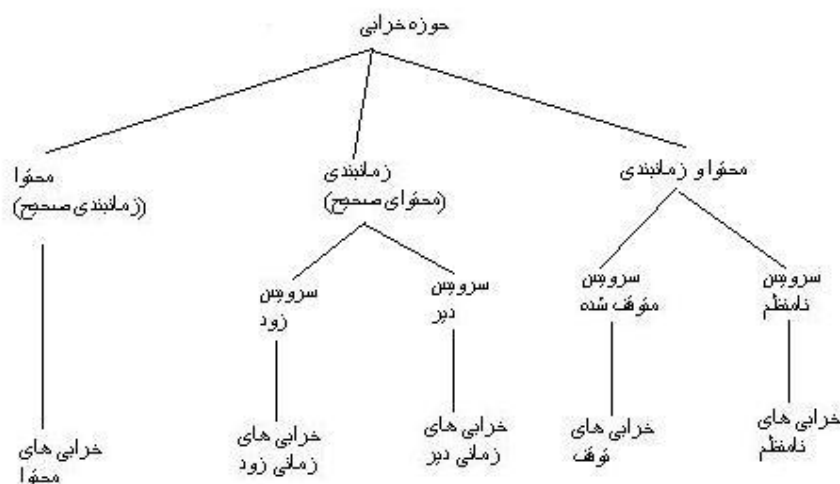 حوزه خرابی
محتوا و زمانبندی
زمانبندی
(محتوای صحیح)
محتوا
(زمانبندی صحیح)
سرویس
نامنظم
سرویس
متوقف شده
سرویس
دیر
سرویس
زود
خرابی های
نامنظم
خرابی های
توقف
خرابی های
زمانی دیر
خرابی های
زمانی زود
خرابی های
محتوا